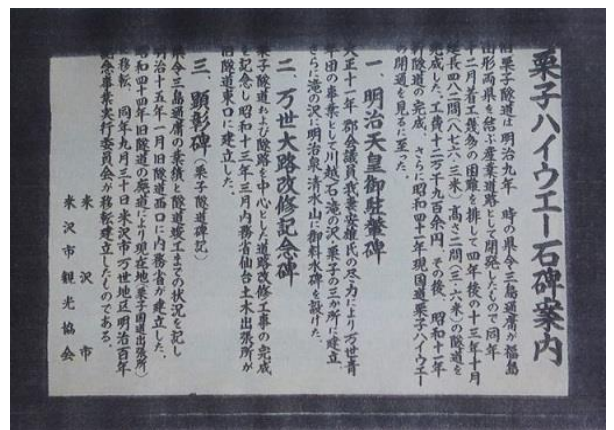 栗子ハイウエー石碑案内
旧栗子隧道は明治九年、時の県令三島通庸が福島
山形両県を結ぶ産業道路として開発したもので、同年
十二月着工幾多の困難を排して四年後の十三年十月
延長四八二間（八七六・三米）高さ二間（三・六米）の隧道を
完成した。工費十二万千九百余円、その後、昭和十一年
新隧道の完成、さらに昭和四十一年現国道栗子ハイウエー
の開通を見るに至った。
一、明治天皇御駐輦碑
大正十一年、郡会議員我妻安雄氏の尽力により万世青
年団の事業として川越石、滝の沢、栗子の三か所に建立、
さらに滝の沢に明治泉、清水山に御料水碑を設けた。
二、万世大路改修記念碑
栗子隧道および隧路を中心とした道路改修工事の完成
を記念し昭和十三年三月内務省仙台土木出張所が
旧隧道東口に建立した。
三、顕彰碑（栗子隧道碑記）
県令三島通庸の業績と隧道竣工までの状況を記し
明治十五年一月旧隧道西口に内務省が建立した。
昭和四十四年旧隧道の廃道により現在地（栗子国道出張所）
に移転、同年九月三十日米沢市万世地区明治百年
記念事業実行委員会が移転建立したものである。
米沢市
米沢市観光協会